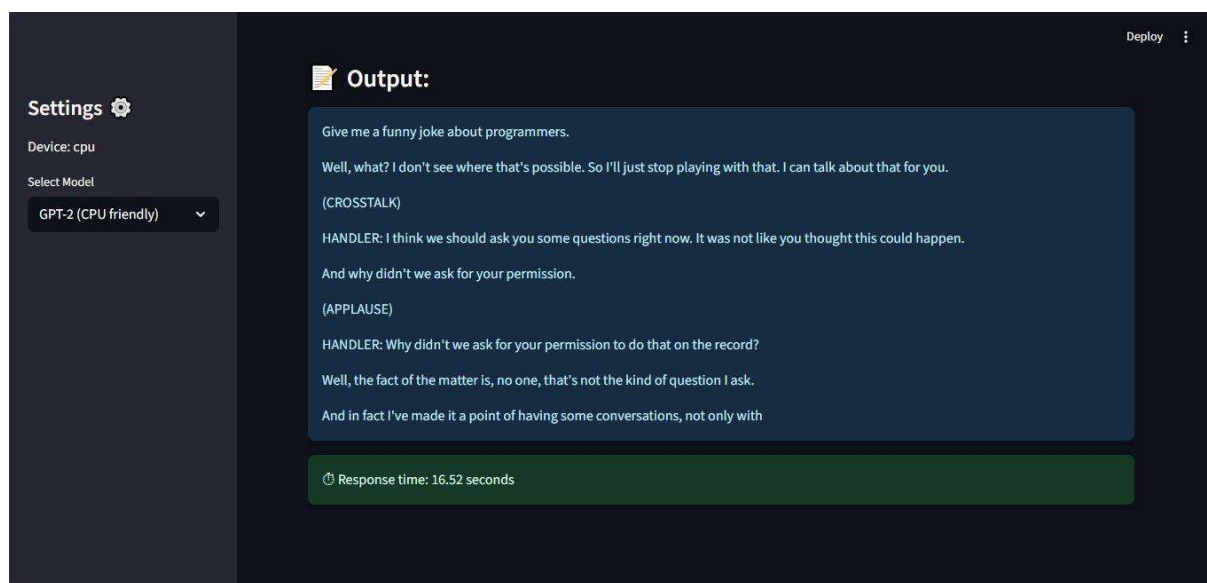 Deploy
Settings
Device: cpu
Select Model
GPT-2 (CPU friendly)
Output:
Give me a funny joke about programmers.
Well, what? I don't see where that's possible. So I'll just stop playing with that. I can talk about that for you.
(CROSSTALK)
HANDLER: I think we should ask you some questions right now. It was not like you thought this could happen.
And why didn't we ask for your permission.
(APPLAUSE)
HANDLER: Why didn't we ask for your permission to do that on the record?
Well, the fact of the matter is, no one, that's not the kind of question I ask.
And in fact I've made it a point of having some conversations, not only with
Response time: 16.52 seconds